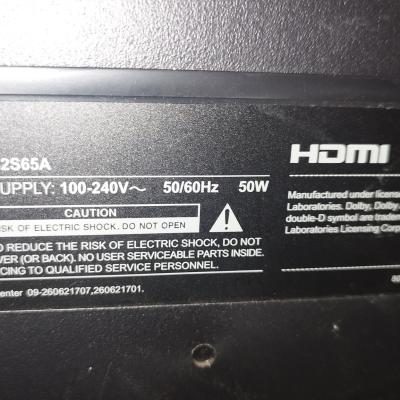 2S65A
SUPPLY: 100-240V~ 50/60Hz 50W
CAUTION
RISK OF ELECTRIC SHOCK. DO NOT OPEN
TO REDUCE THE RISK OF ELECTRIC SHOCK, DO NOT
VER (OR BACK). NO USER SERVICEABLE PARTS INSIDE.
CING TO QUALIFIED SERVICE PERSONNEL.
enter 09-260621707,260621701.
HDMI
Manufactured under license
Laboratories. Dolby, Dolby
double-D symbol are tradem
Laboratories Licensing Corp